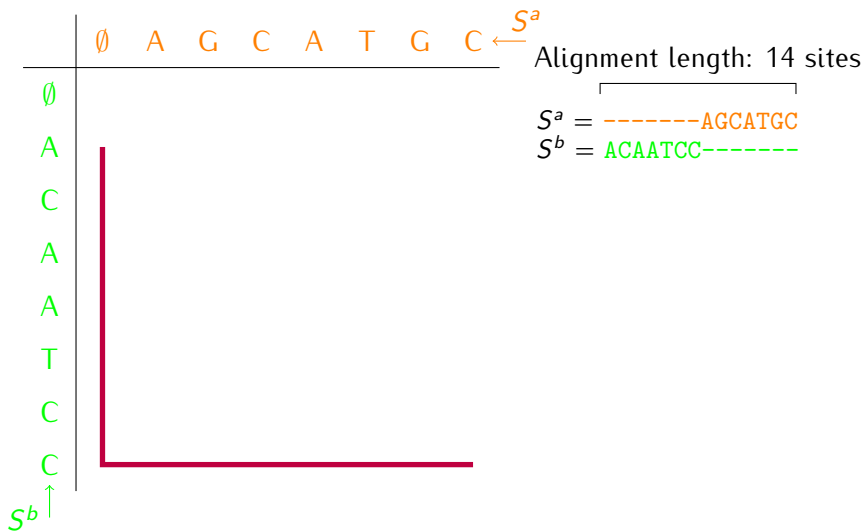 ∅ A G C A T G C ← Sᵃ
Alignment length: 14 sites
∅
Sᵃ = -------AGCATGC
A
Sᵇ = ACAATCC-------
C
A
A
T
C
C
Sᵇ